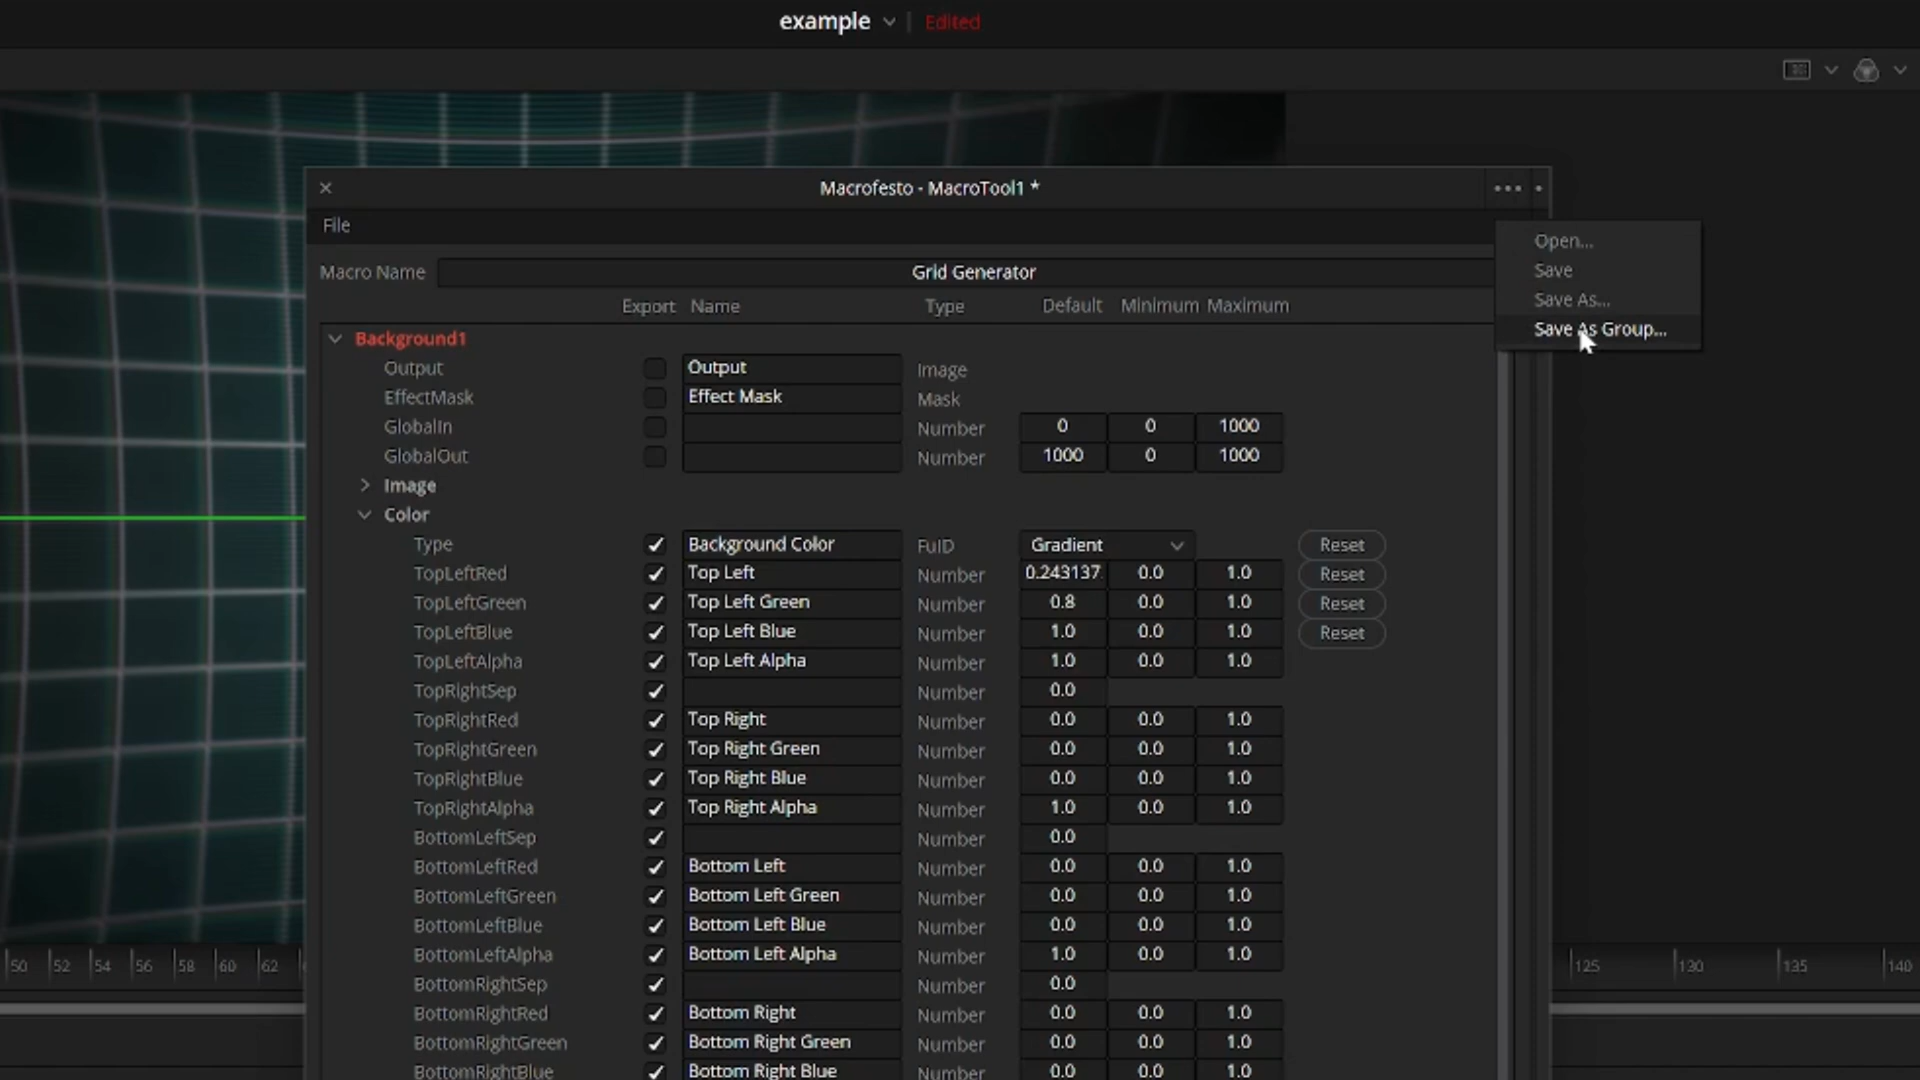 example | Edited
Macrofesto - MacroTool1 *
File
Open...
Save
Save As...
Save As Group...
Macro Name Grid Generator
Export Name Type Default Minimum Maximum
Background1
Output Output Image
EffectMask Effect Mask Mask
GlobalIn Number 0 0 1000
GlobalOut Number 1000 0 1000
Image
Color
Type Background Color FuID Gradient Reset
TopLeftRed Top Left Number 0.243137 0.0 1.0 Reset
TopLeftGreen Top Left Green Number 0.8 0.0 1.0 Reset
TopLeftBlue Top Left Blue Number 1.0 0.0 1.0 Reset
TopLeftAlpha Top Left Alpha Number 1.0 0.0 1.0
TopRightSep Number 0.0
TopRightRed Top Right Number 0.0 0.0 1.0
TopRightGreen Top Right Green Number 0.0 0.0 1.0
TopRightBlue Top Right Blue Number 0.0 0.0 1.0
TopRightAlpha Top Right Alpha Number 1.0 0.0 1.0
BottomLeftSep Number 0.0
BottomLeftRed Bottom Left Number 0.0 0.0 1.0
BottomLeftGreen Bottom Left Green Number 0.0 0.0 1.0
BottomLeftBlue Bottom Left Blue Number 0.0 0.0 1.0
BottomLeftAlpha Bottom Left Alpha Number 1.0 0.0 1.0
50 52 54 56 58 60 62 125 130 135 140
BottomRightSep Number 0.0
BottomRightRed Bottom Right Number 0.0 0.0 1.0
BottomRightGreen Bottom Right Green Number 0.0 0.0 1.0
BottomRightBlue Bottom Right Blue Number 0.0 0.0 1.0